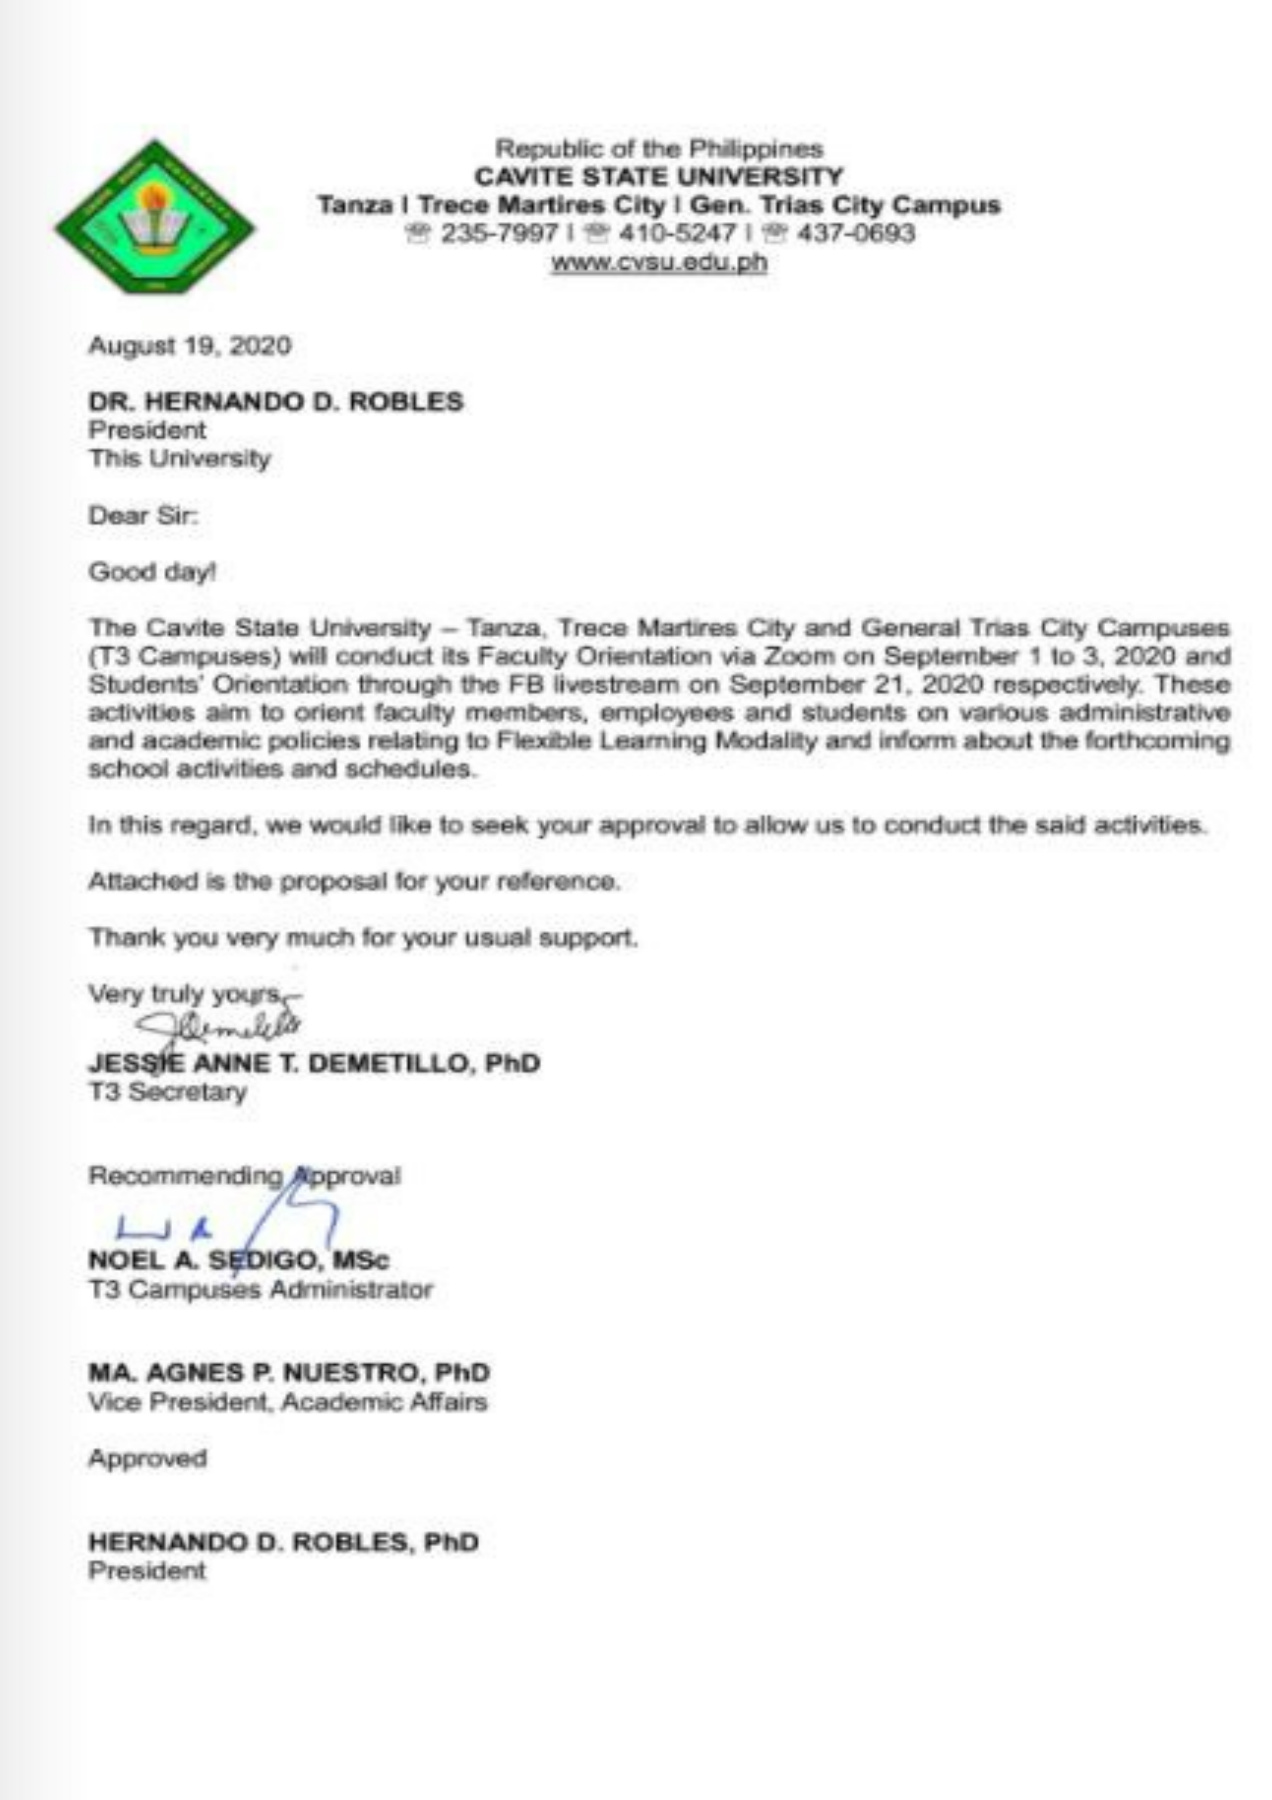 Republic of the Philippines
CAVITE STATE UNIVERSITY
Tanza | Trece Martires City | Gen. Trias City Campus
☏ 235-7997 | ☏ 410-5247 | ☏ 437-0693
www.cvsu.edu.ph
August 19, 2020
DR. HERNANDO D. ROBLES
President
This University
Dear Sir:
Good day!
The Cavite State University – Tanza, Trece Martires City and General Trias City Campuses
(T3 Campuses) will conduct its Faculty Orientation via Zoom on September 1 to 3, 2020 and
Students' Orientation through the FB livestream on September 21, 2020 respectively. These
activities aim to orient faculty members, employees and students on various administrative
and academic policies relating to Flexible Learning Modality and inform about the forthcoming
school activities and schedules.
In this regard, we would like to seek your approval to allow us to conduct the said activities.
Attached is the proposal for your reference.
Thank you very much for your usual support.
Very truly yours,
JESSIE ANNE T. DEMETILLO, PhD
T3 Secretary
Recommending Approval
NOEL A. SEDIGO, MSc
T3 Campuses Administrator
MA. AGNES P. NUESTRO, PhD
Vice President, Academic Affairs
Approved
HERNANDO D. ROBLES, PhD
President